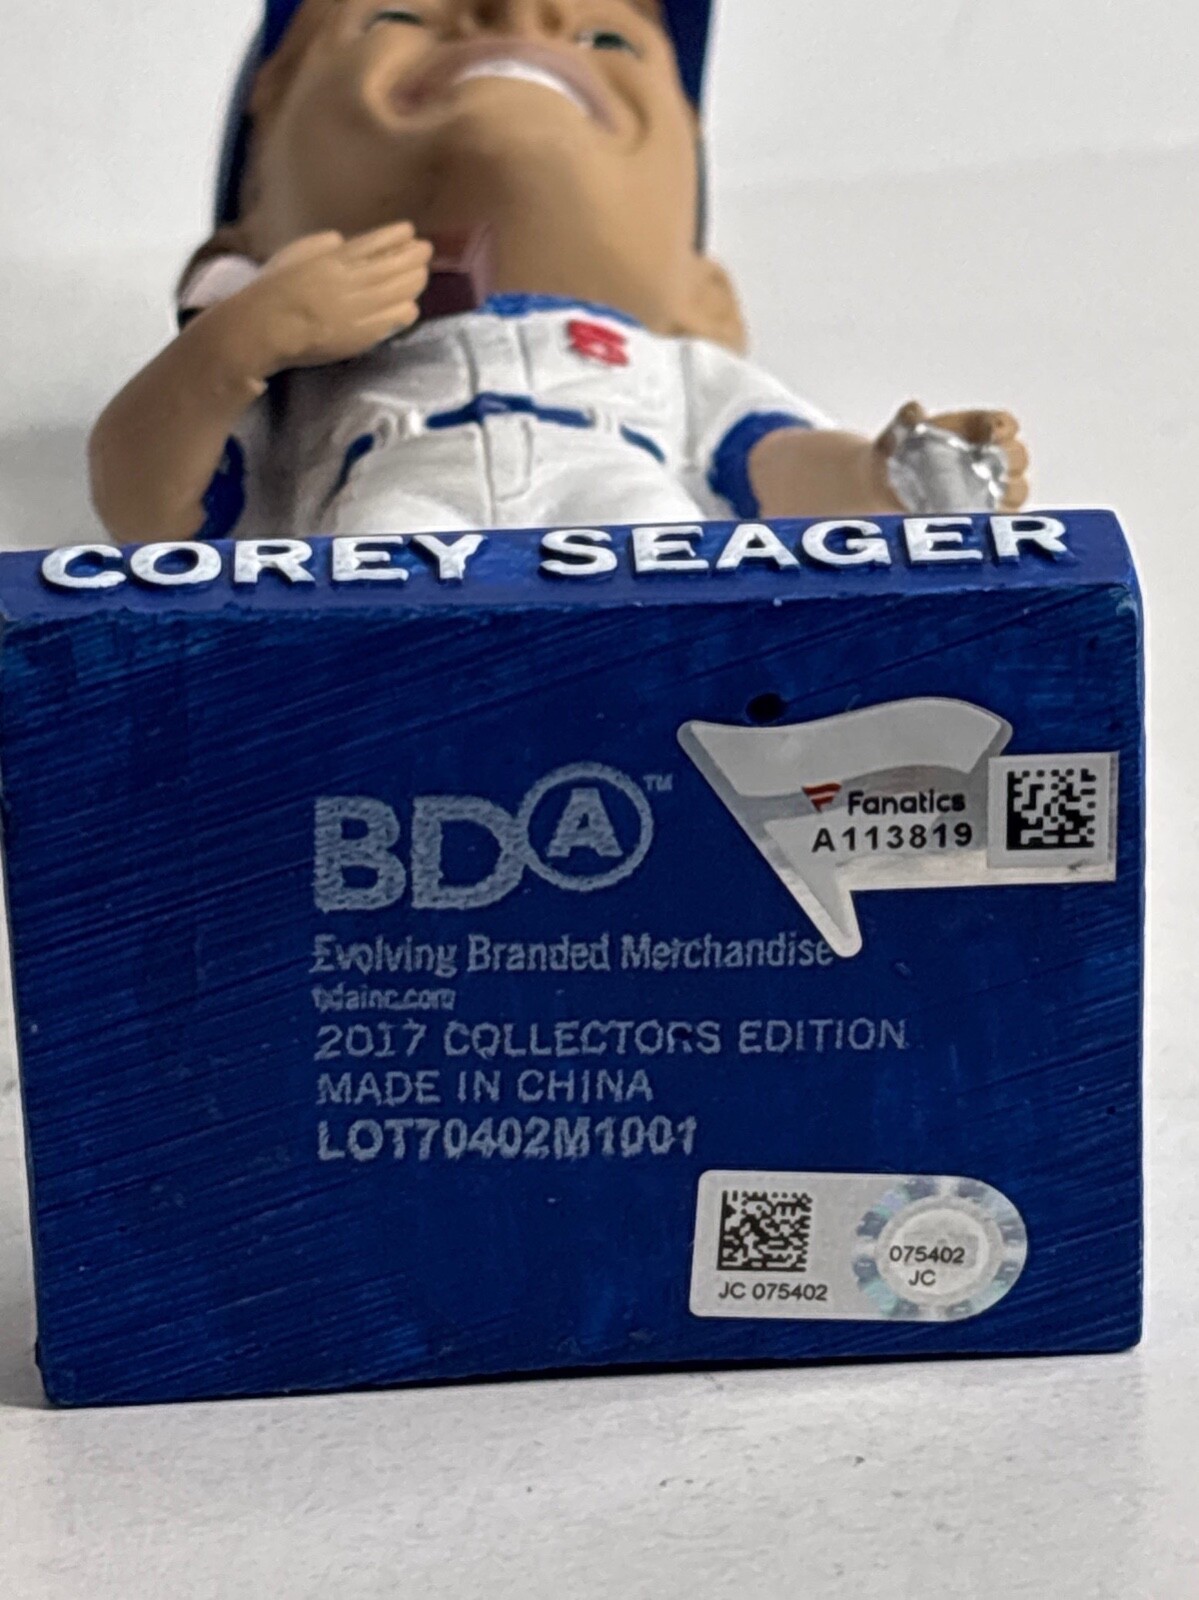 5
COREY SEAGER
BDA™
Fanatics
A113819
Evolving Branded Merchandise
bdainc.com
2017 COLLECTORS EDITION
MADE IN CHINA
LOT70402M1001
JC 075402
075402
JC